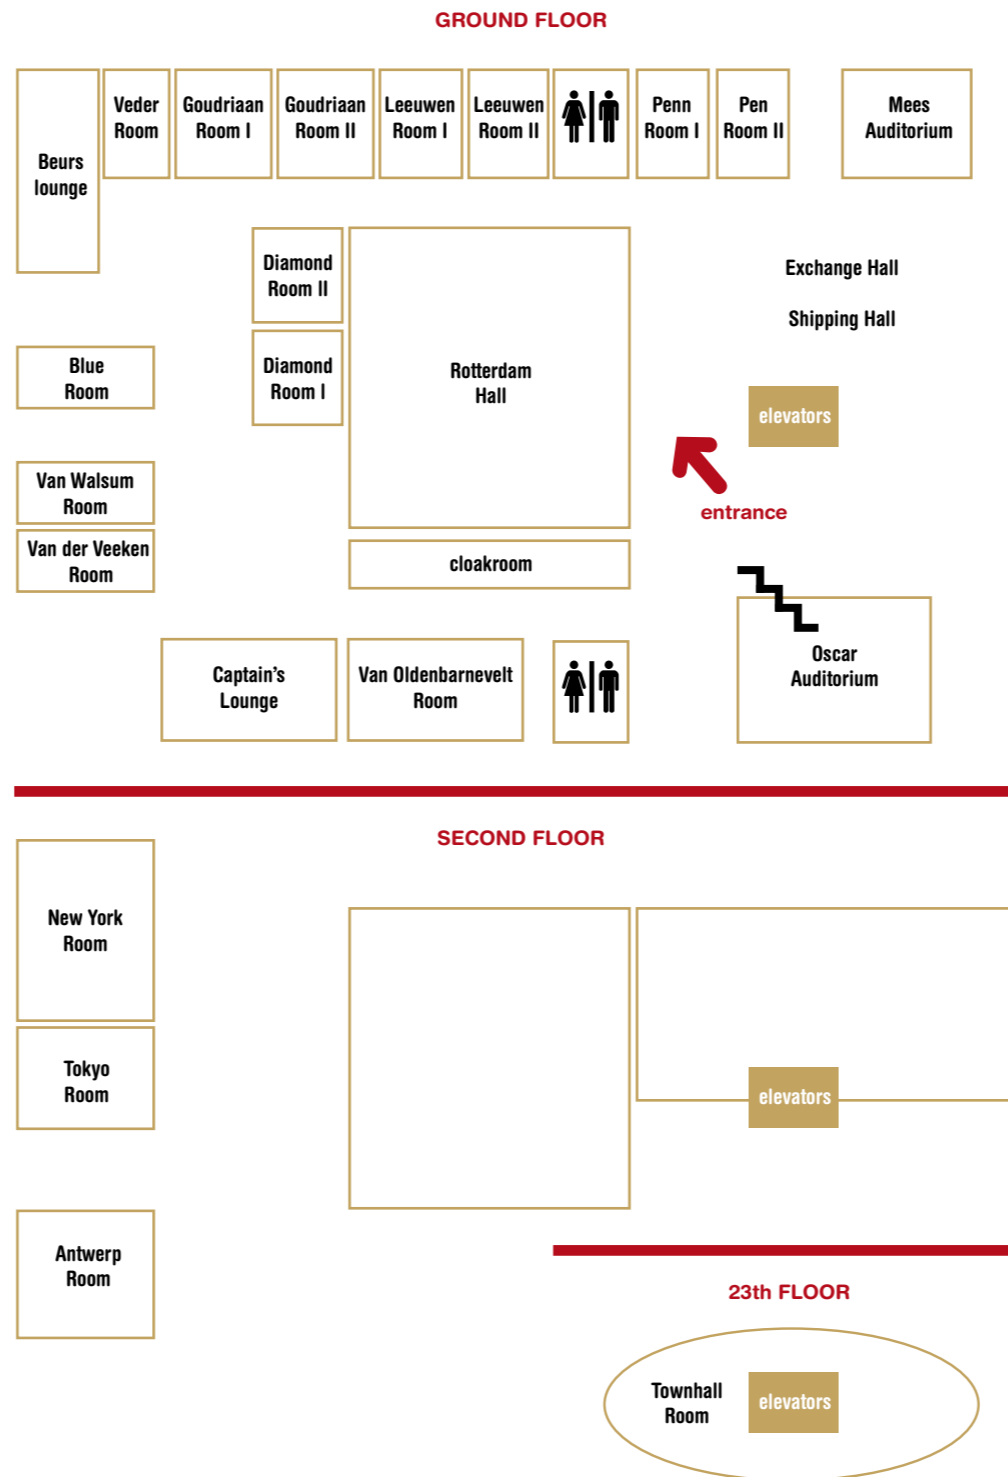 GROUND FLOOR
Beurs
lounge
Veder
Room
Goudriaan
Room I
Goudriaan
Room II
Leeuwen
Room I
Leeuwen
Room II
Penn
Room I
Pen
Room II
Mees
Auditorium
Diamond
Room II
Exchange Hall
Shipping Hall
Blue
Room
Diamond
Room I
Rotterdam
Hall
elevators
entrance
Van Walsum
Room
Van der Veeken
Room
cloakroom
Captain's
Lounge
Van Oldenbarnevelt
Room
Oscar
Auditorium
SECOND FLOOR
New York
Room
Tokyo
Room
elevators
Antwerp
Room
23th FLOOR
Townhall
Room
elevators